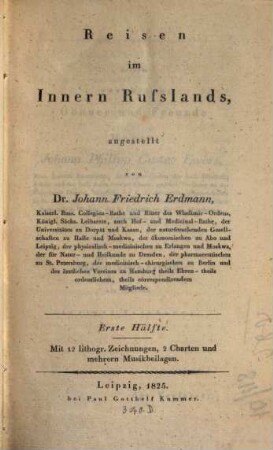 Reisen
im
Innern Rufslands,
angestellt
von
Dr. Johann Friedrich Erdmann,
Kaiserl. Russ. Collegien-Rathe und Ritter des Wladimir-Ordens,
Königl. Sächs. Leibarzte, auch Hof- und Medicinal-Rathe, der
Universitäten zu Dorpat und Kasan, der naturforschenden Gesell-
schaften zu Halle und Moskwa, der ökonomischen zu Abo und
Leipzig, der physicalisch-medicinischen zu Erlangen und Moskwa,
der für Natur- und Heilkunde zu Dresden, der pharmaceutischen
zu St. Petersburg, der medicinisch-chirurgischen zu Berlin und
des ärztlichen Vereines zu Hamburg theils Ehren- theils
ordentlichem, theils correspondirendem
Mitgliede.
Erste Hälfte.
Mit 17 lithogr. Zeichnungen, 2 Charten und
mehrern Musikbeilagen.
Leipzig, 1825.
bei Paul Gotthelf Kummer.